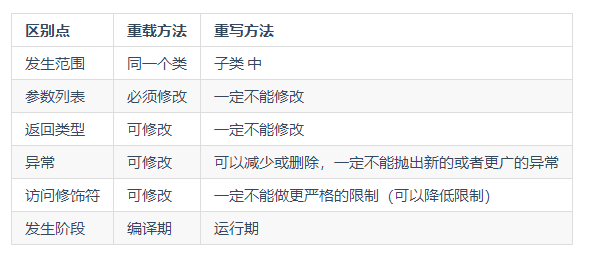 区别点 重载方法 重写方法
发生范围 同一个类 子类 中
参数列表 必须修改 一定不能修改
返回类型 可修改 一定不能修改
异常 可修改 可以减少或删除，一定不能抛出新的或者更广的异常
访问修饰符 可修改 一定不能做更严格的限制（可以降低限制）
发生阶段 编译期 运行期